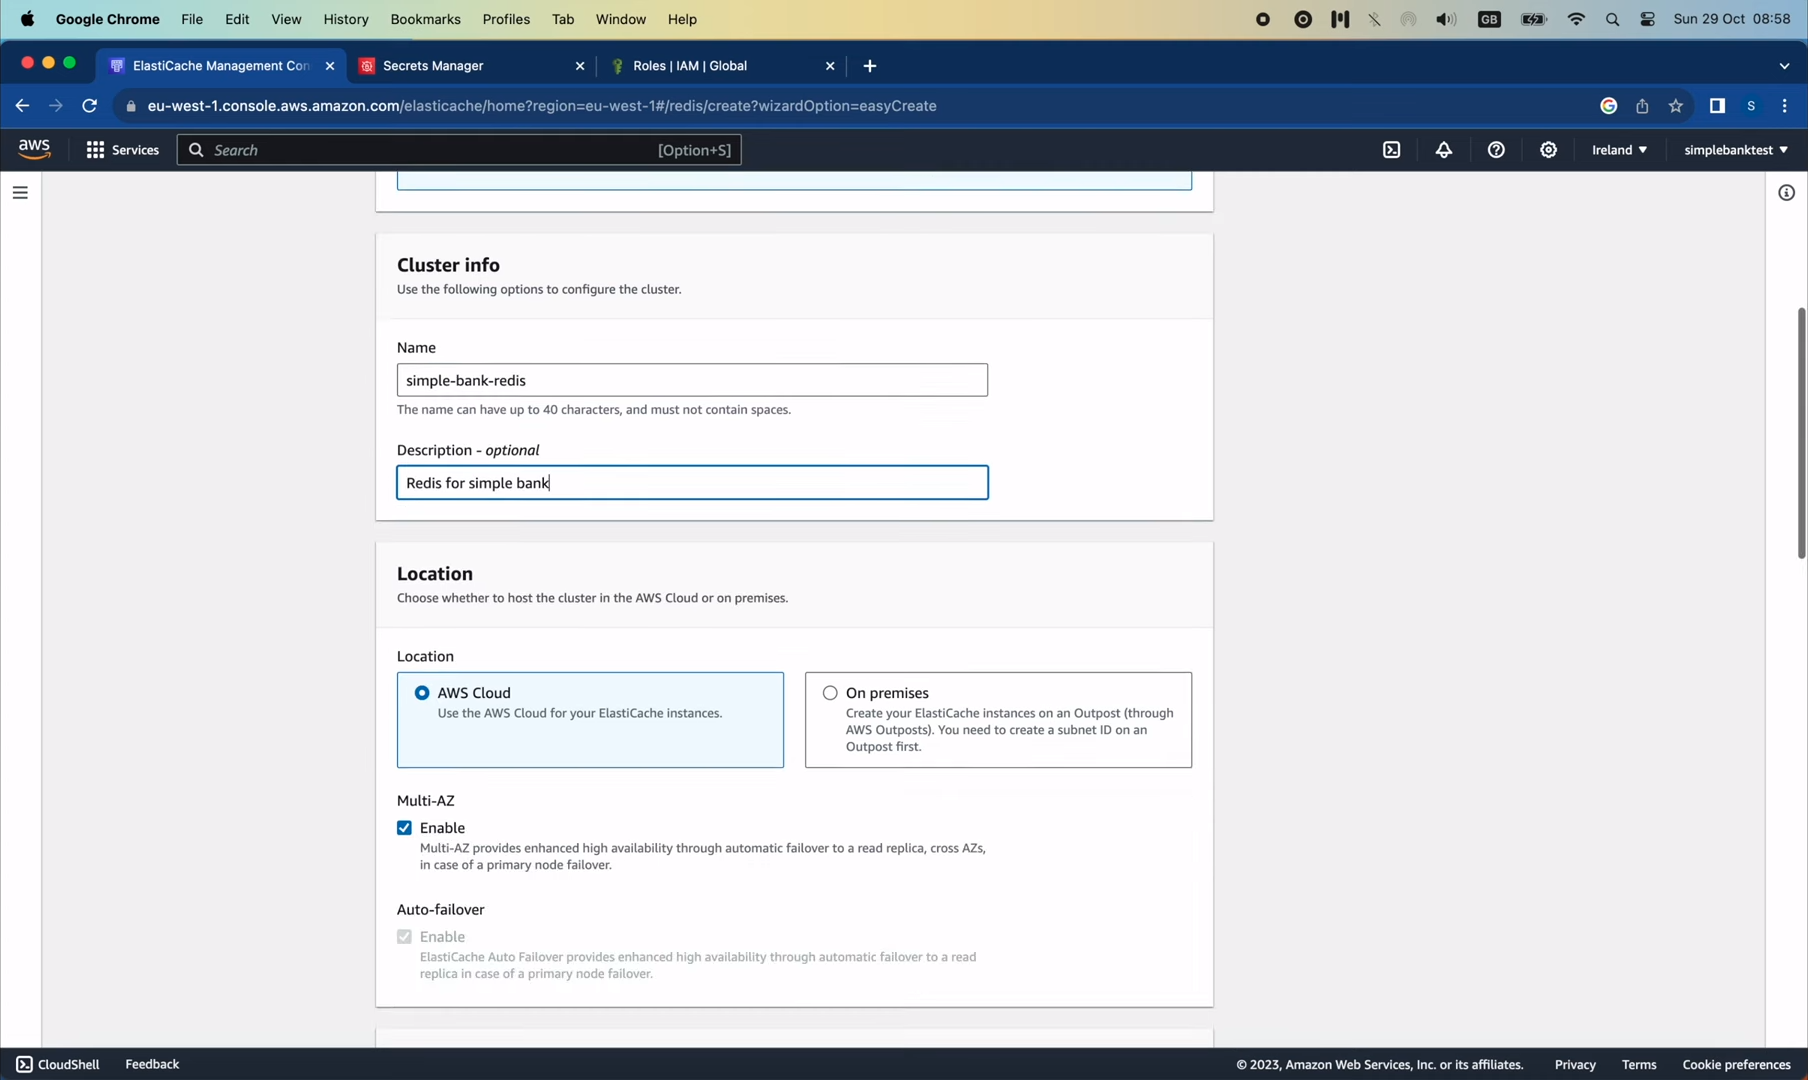 Google Chrome File Edit View History Bookmarks Profiles Tab Window Help GB Sun 29 Oct 08:58
ElastiCache Management Con Secrets Manager Roles | IAM | Global
eu-west-1.console.aws.amazon.com/elasticache/home?region=eu-west-1#/redis/create?wizardOption=easyCreate G S
aws Services Search [Option+S] Ireland simplebanktest
Cluster info
Use the following options to configure the cluster.
Name
simple-bank-redis
The name can have up to 40 characters, and must not contain spaces.
Description - optional
Redis for simple bank
Location
Choose whether to host the cluster in the AWS Cloud or on premises.
Location
AWS Cloud
Use the AWS Cloud for your ElastiCache instances.
On premises
Create your ElastiCache instances on an Outpost (through
AWS Outposts). You need to create a subnet ID on an
Outpost first.
Multi-AZ
Enable
Multi-AZ provides enhanced high availability through automatic failover to a read replica, cross AZs,
in case of a primary node failover.
Auto-failover
Enable
ElastiCache Auto Failover provides enhanced high availability through automatic failover to a read
replica in case of a primary node failover.
CloudShell Feedback © 2023, Amazon Web Services, Inc. or its affiliates. Privacy Terms Cookie preferences